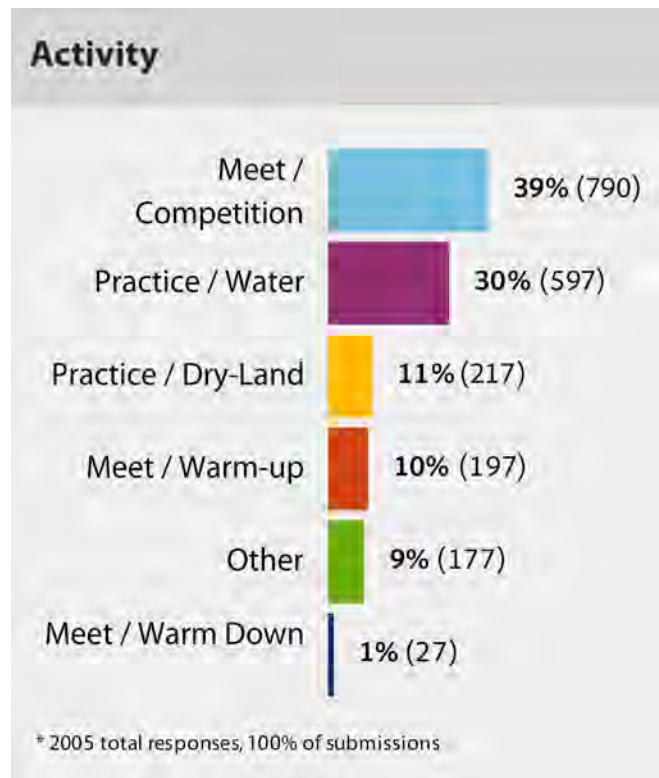 Activity
Meet /
Competition
39% (790)
Practice / Water
30% (597)
Practice / Dry-Land
11% (217)
Meet / Warm-up
10% (197)
Other
9% (177)
Meet / Warm Down
1% (27)
* 2005 total responses, 100% of submissions